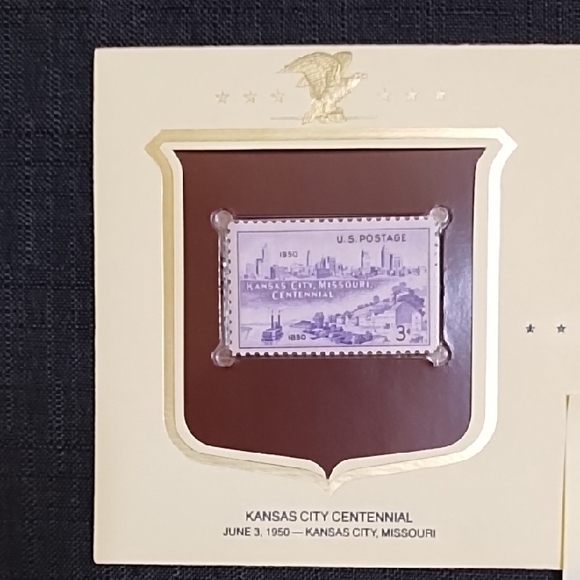 U.S. POSTAGE
1950
KANSAS CITY, MISSOURI,
CENTENNIAL
1850
3¢
KANSAS CITY CENTENNIAL
JUNE 3, 1950 — KANSAS CITY, MISSOURI